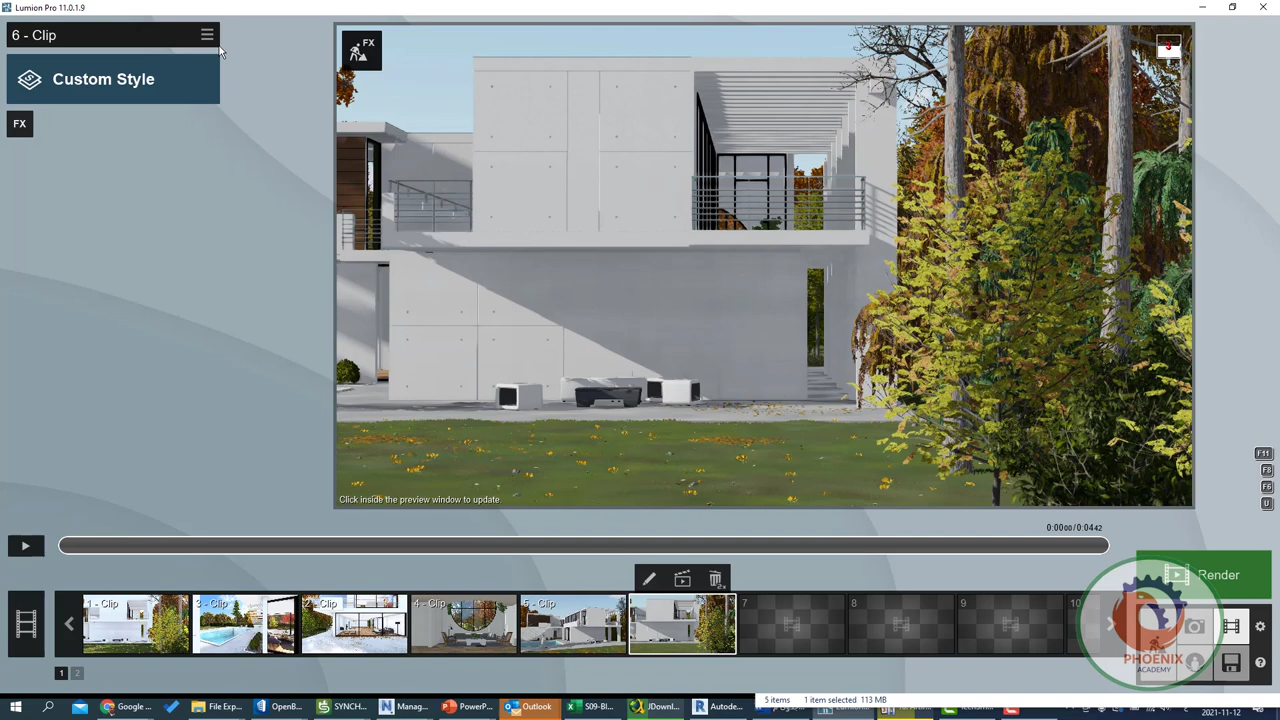 Lumion Pro 11.0.1.9
6 - Clip
Custom Style
FX
FX
Click inside the preview window to update.
F11
F8
F6
U
0:0000/0:0442
Render
1 - Clip
3 - Clip
2 - Clip
4 - Clip
5 - Clip
7
8
9
10
1
2
PHOENIX
ACADEMY
5 items 1 item selected 113 MB
Google ...
File Exp...
OpenB...
SYNCH...
Manag...
PowerP...
Outlook
S09-Bl...
JDownl...
Autode...
2021-11-12